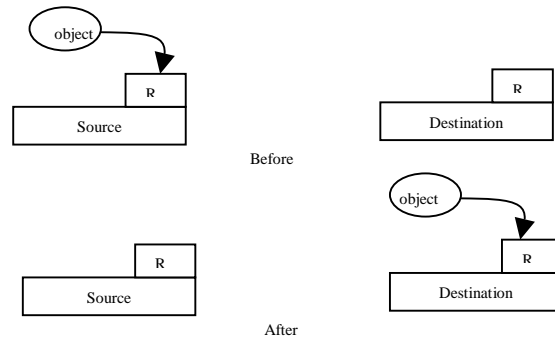 object
R
R
Source
Destination
Before
object
R
R
Source
Destination
After